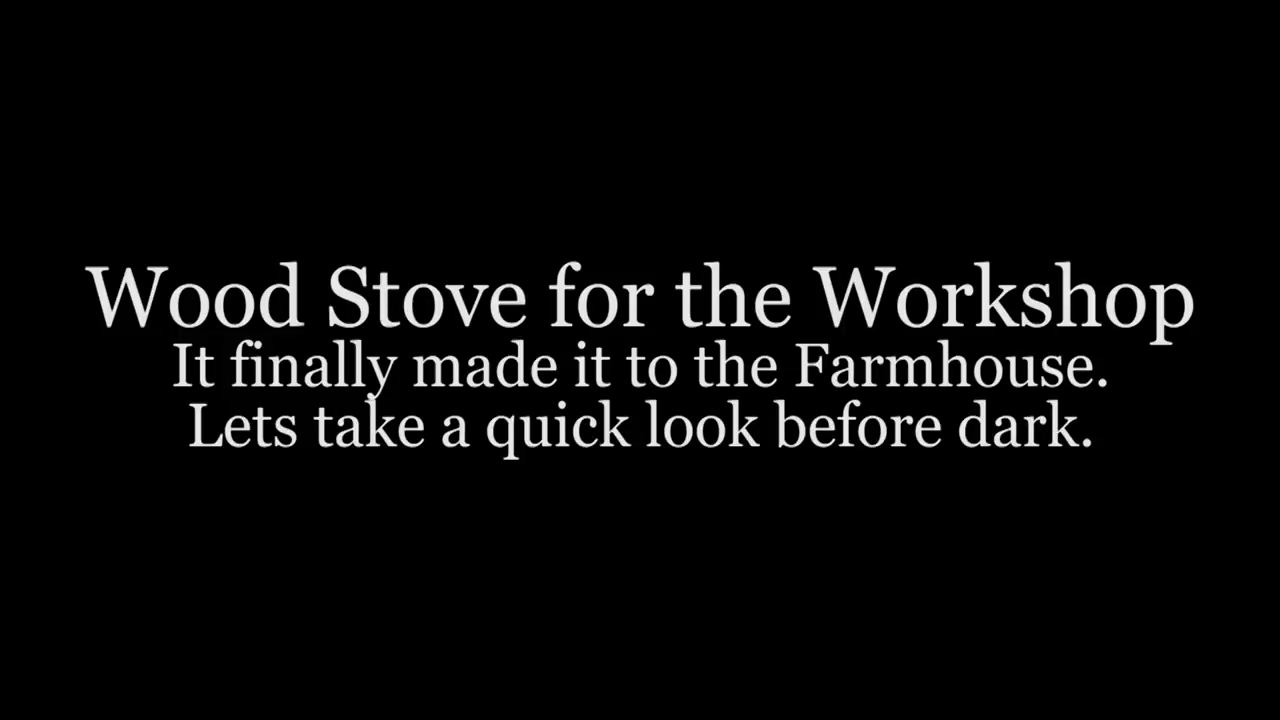 Wood Stove for the Workshop
It finally made it to the Farmhouse.
Lets take a quick look before dark.